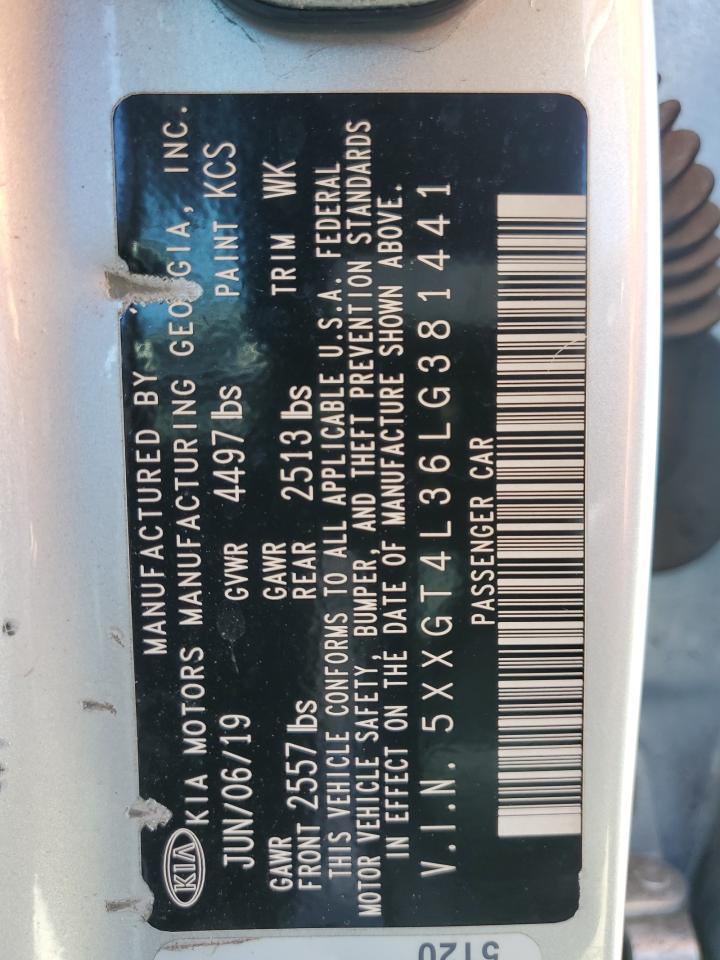 MANUFACTURED BY
KIA KIA MOTORS MANUFACTURING GEORGIA, INC.
JUN/06/19 GVWR 4497 lbs PAINT KCS
GAWR FRONT 2557 lbs GAWR REAR 2513 lbs TRIM WK
THIS VEHICLE CONFORMS TO ALL APPLICABLE U.S.A. FEDERAL
MOTOR VEHICLE SAFETY, BUMPER, AND THEFT PREVENTION STANDARDS
IN EFFECT ON THE DATE OF MANUFACTURE SHOWN ABOVE.
V.I.N. 5XXGT4L36LG381441
PASSENGER CAR
5120